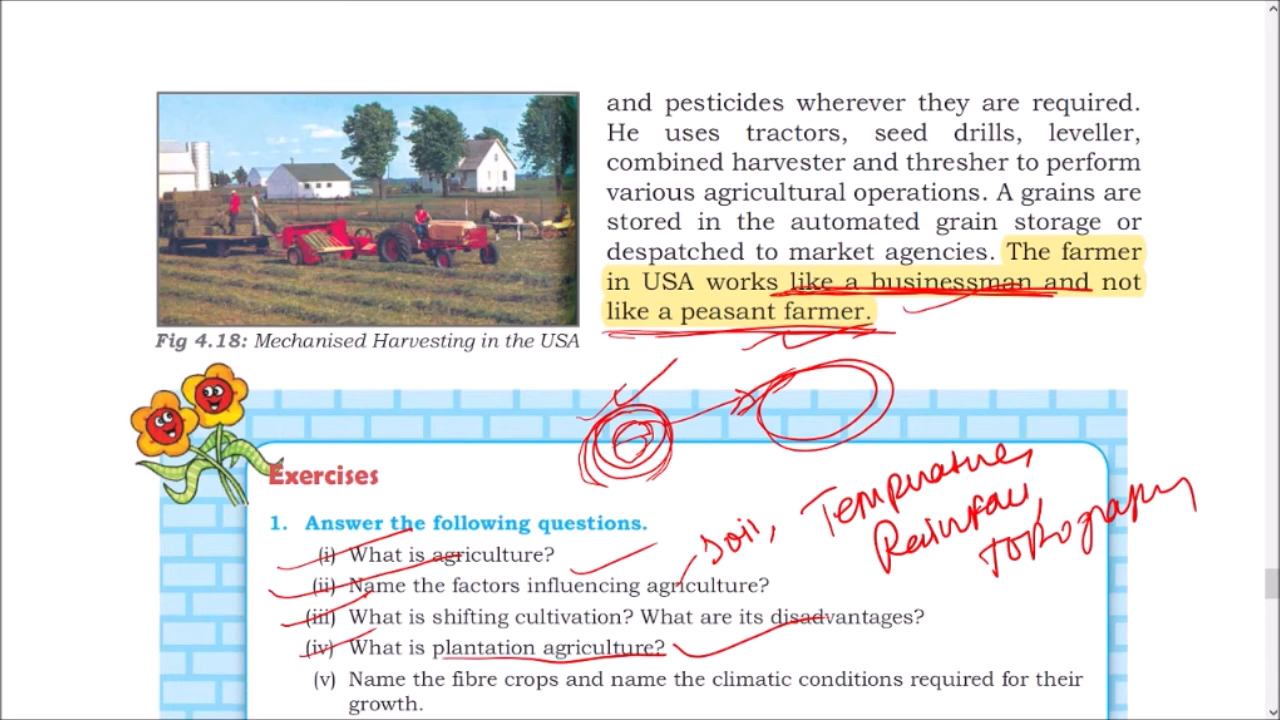 and pesticides wherever they are required.
He uses tractors, seed drills, leveller,
combined harvester and thresher to perform
various agricultural operations. A grains are
stored in the automated grain storage or
despatched to market agencies. The farmer
in USA works like a businessman and not
like a peasant farmer.
Fig 4.18: Mechanised Harvesting in the USA
Exercises
1. Answer the following questions.
(i) What is agriculture?
(ii) Name the factors influencing agriculture?
(iii) What is shifting cultivation? What are its disadvantages?
(iv) What is plantation agriculture?
(v) Name the fibre crops and name the climatic conditions required for their
growth.
Soil, Temperature,
Rainfall,
topography